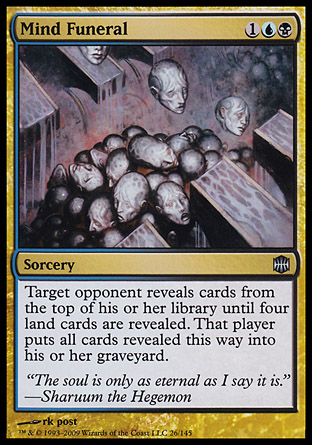 Mind Funeral 1
Sorcery
Target opponent reveals cards from
the top of his or her library until four
land cards are revealed. That player
puts all cards revealed this way into
his or her graveyard.
“The soul is only as eternal as I say it is.”
—Sharuum the Hegemon
rk post
™ & © 1993–2009 Wizards of the Coast LLC 26/145